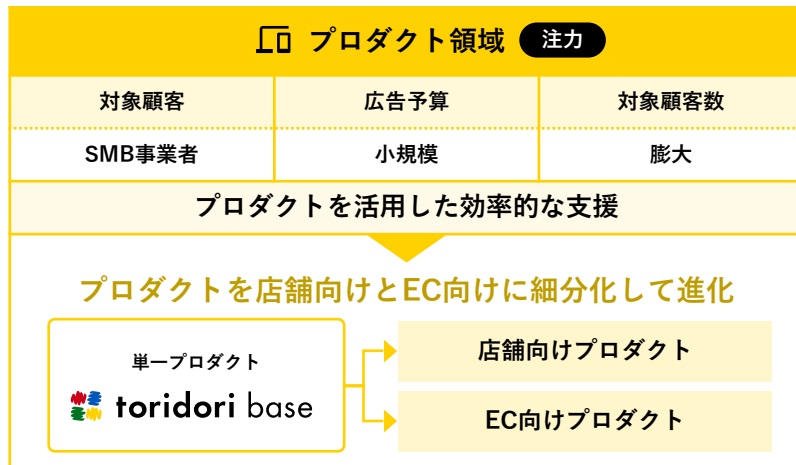 プロダクト領域 注力
対象顧客 広告予算 対象顧客数
SMB事業者 小規模 膨大
プロダクトを活用した効率的な支援
プロダクトを店舗向けとEC向けに細分化して進化
単一プロダクト
toridori base
店舗向けプロダクト
EC向けプロダクト